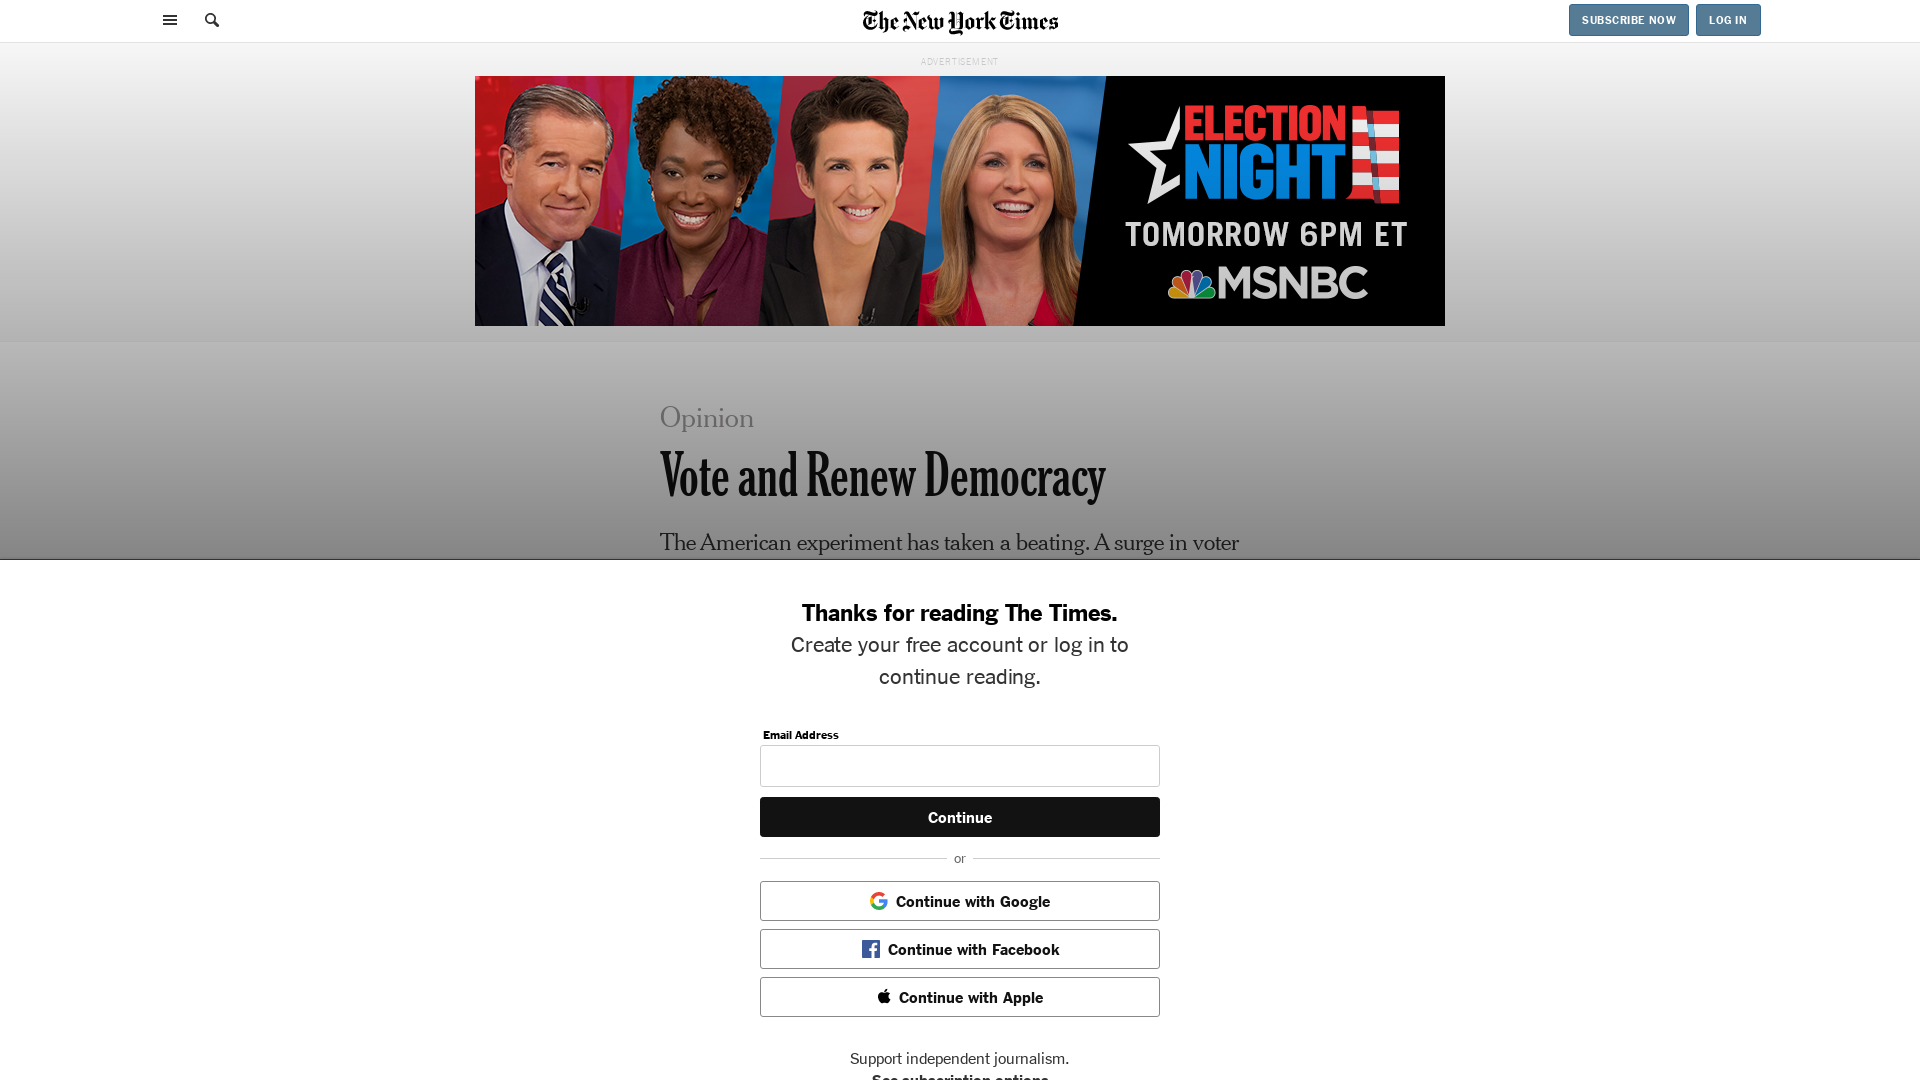 The New York Times
SUBSCRIBE NOW
LOG IN
ADVERTISEMENT
ELECTION
NIGHT
TOMORROW 6PM ET
MSNBC
Opinion
Vote and Renew Democracy
The American experiment has taken a beating. A surge in voter
Thanks for reading The Times.
Create your free account or log in to
continue reading.
Email Address
Continue
or
Continue with Google
Continue with Facebook
Continue with Apple
Support independent journalism.
See subscription options.